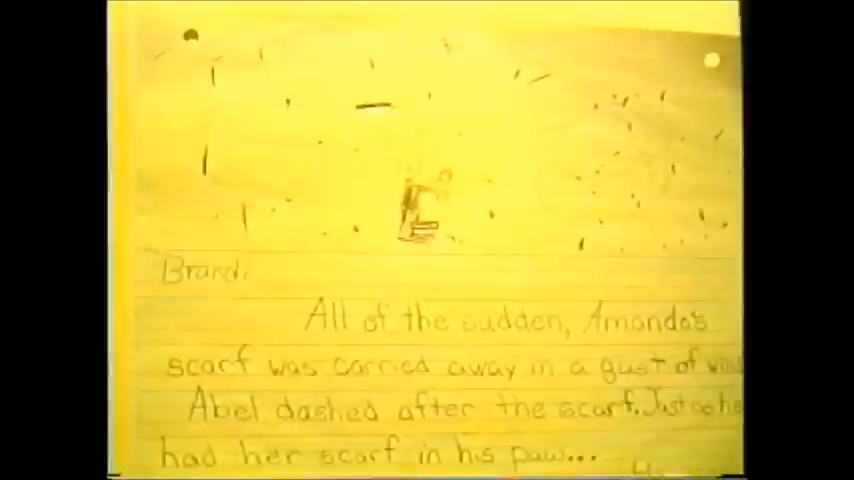 Brandi
All of the sudden, Amanda's
scarf was carried away in a gust of
Abel dashed after the scarf. Just as he
had her scarf in his paw...